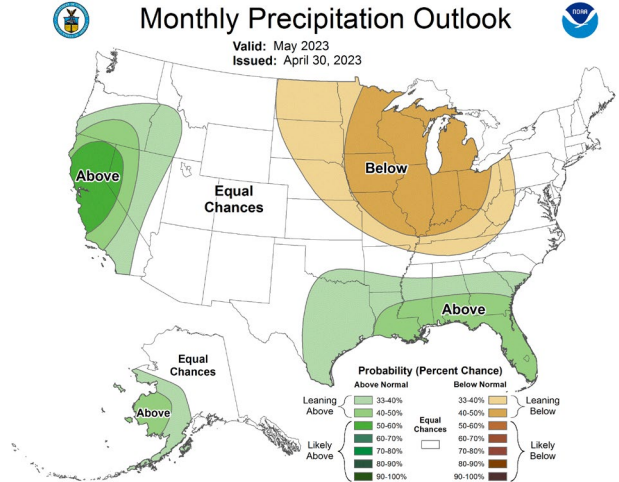 Monthly Precipitation Outlook
NOAA
Valid: May 2023
Issued: April 30, 2023
Above
Below
Equal
Chances
Above
Equal
Chances
Above
Probability (Percent Chance)
Above Normal
Below Normal
Leaning
Above
33-40%
40-50%
50-60%
60-70%
70-80%
80-90%
90-100%
Likely
Above
Equal
Chances
33-40%
40-50%
50-60%
60-70%
70-80%
80-90%
90-100%
Leaning
Below
Likely
Below